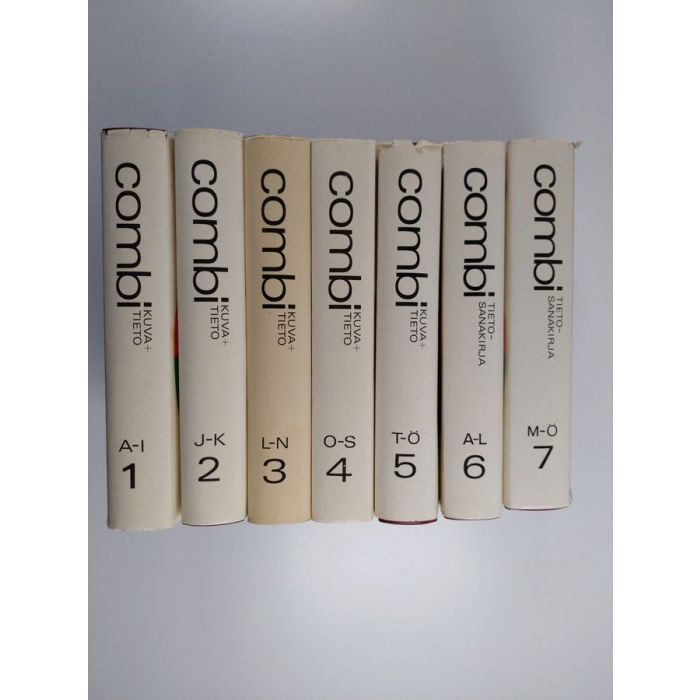 combi
KUVA+
TIETO
A-I
1
combi
KUVA+
TIETO
J-K
2
combi
KUVA+
TIETO
L-N
3
combi
KUVA+
TIETO
O-S
4
combi
KUVA+
TIETO
T-Ö
5
combi
TIETO-
SANAKIRJA
A-L
6
combi
TIETO-
SANAKIRJA
M-Ö
7